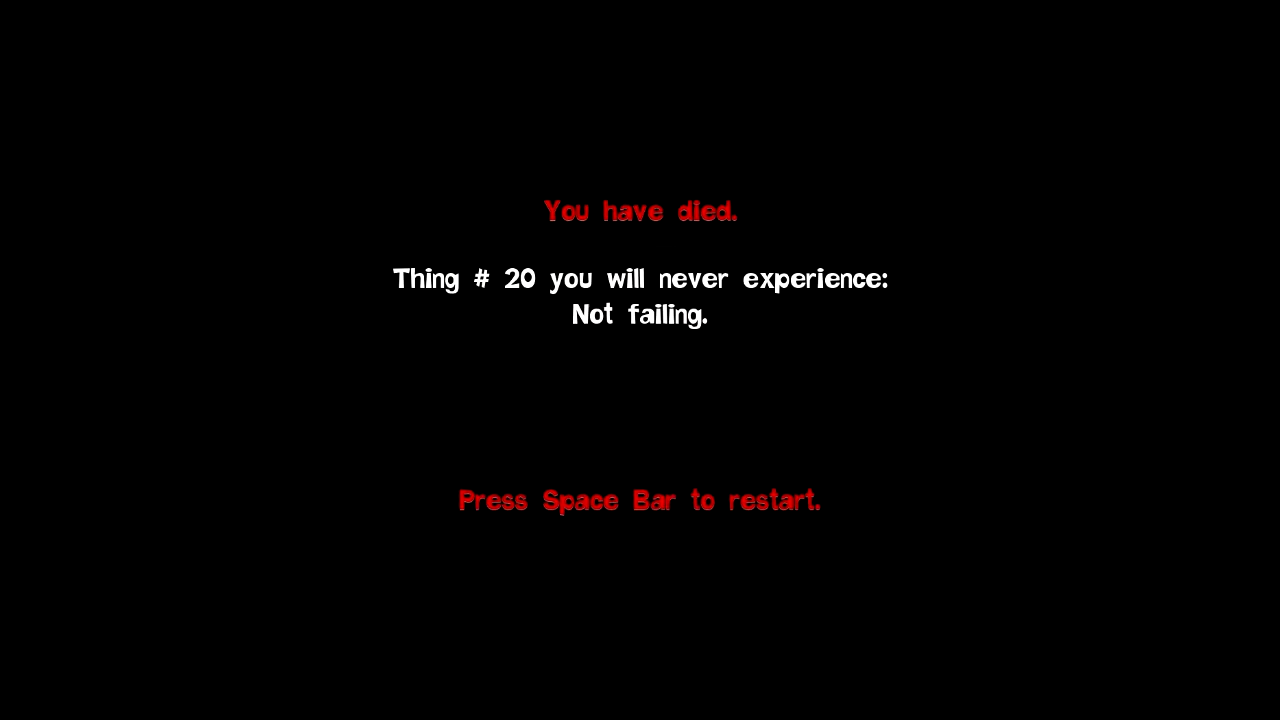 You have died.
Thing # 20 you will never experience:
Not failing.
Press Space Bar to restart.